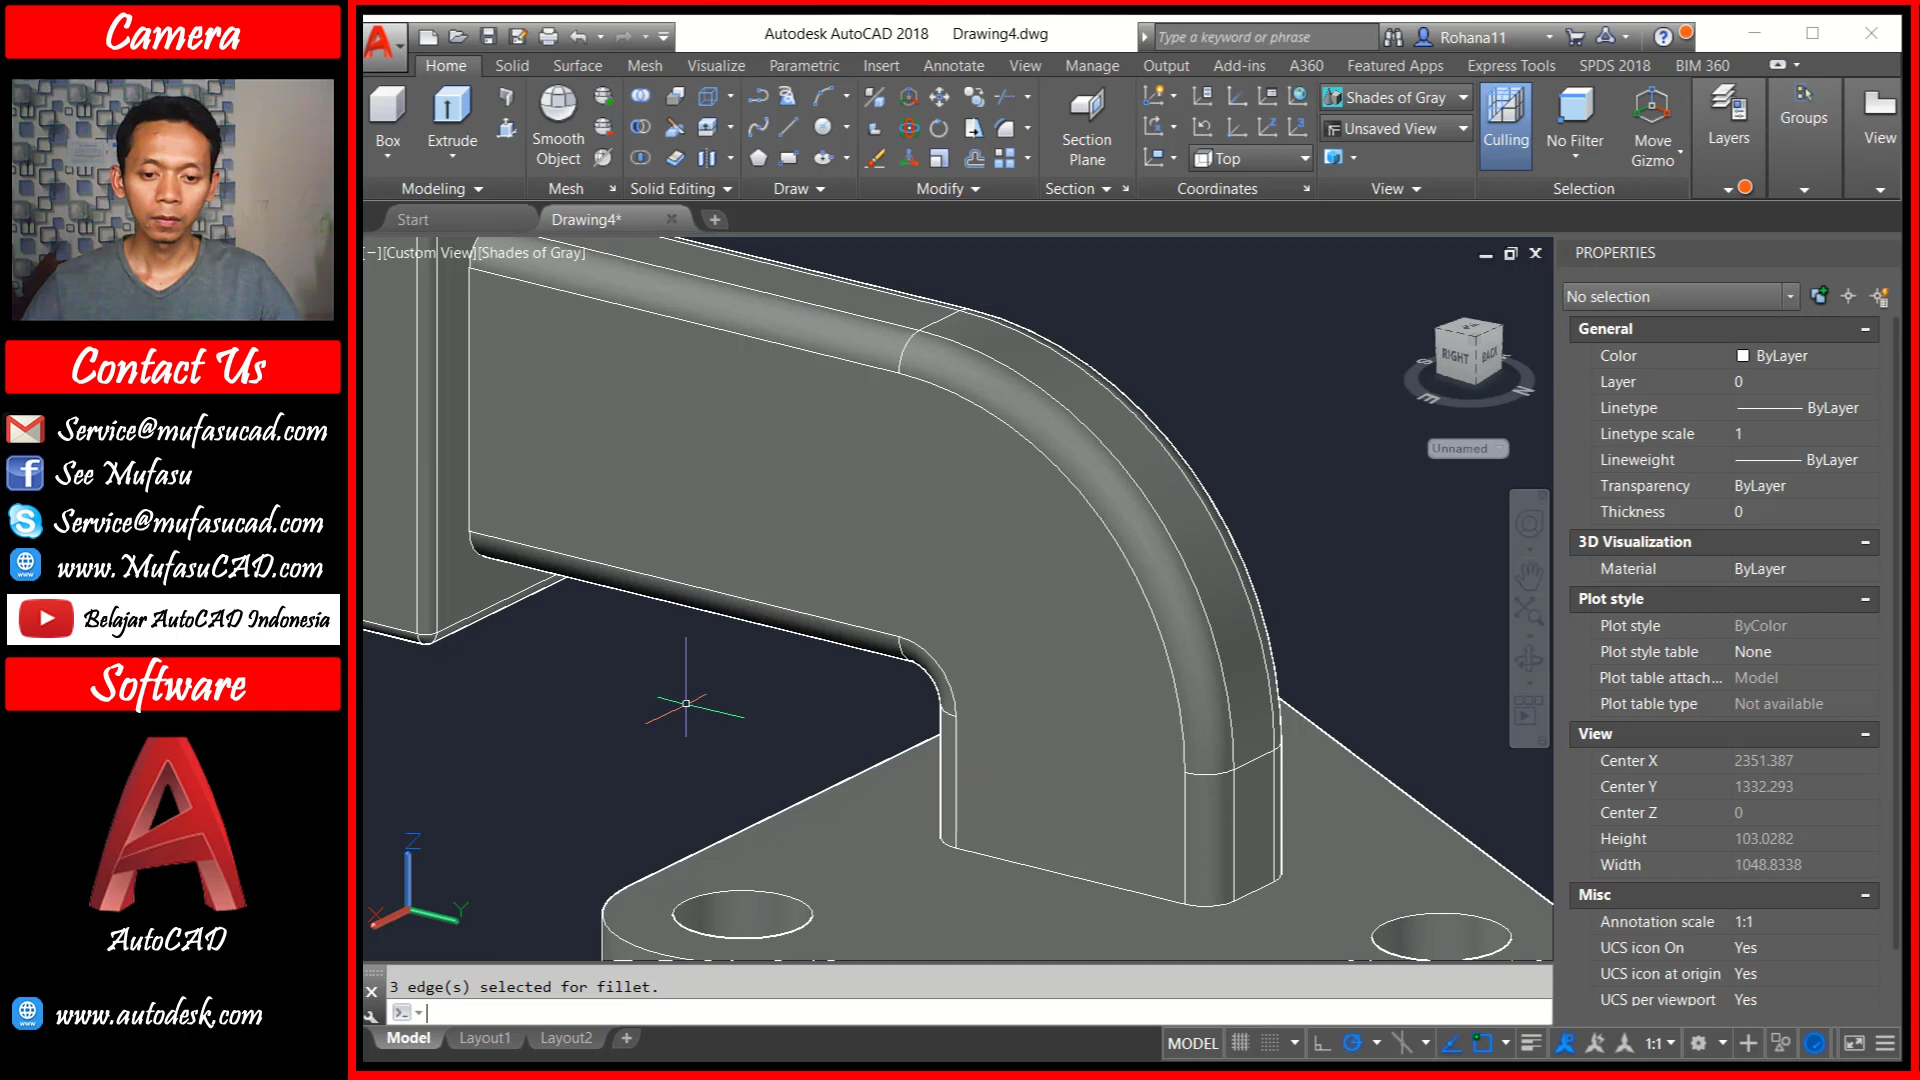 Camera
Contact Us
Service@mufasucad.com
See Mufasu
Service@mufasucad.com
www.MufasuCAD.com
Belajar AutoCAD Indonesia
Software
AutoCAD
www.autodesk.com
Autodesk AutoCAD 2018 Drawing4.dwg
Type a keyword or phrase
Rohana11
Home Solid Surface Mesh Visualize Parametric Insert Annotate View Manage Output Add-ins A360 Featured Apps Express Tools SPDS 2018 BIM 360
Box
Extrude
Smooth Object
Section Plane
Shades of Gray
Unsaved View
Top
Culling
No Filter
Move Gizmo
Layers
Groups
View
Modeling Mesh Solid Editing Draw Modify Section Coordinates View Selection
Start Drawing4*
[−][Custom View][Shades of Gray]
RIGHT BACK
E N
Unnamed
Z
X Y
PROPERTIES
No selection
General
Color ByLayer
Layer 0
Linetype ByLayer
Linetype scale 1
Lineweight ByLayer
Transparency ByLayer
Thickness 0
3D Visualization
Material ByLayer
Plot style
Plot style ByColor
Plot style table None
Plot table attach... Model
Plot table type Not available
View
Center X 2351.387
Center Y 1332.293
Center Z 0
Height 103.0282
Width 1048.8338
Misc
Annotation scale 1:1
UCS icon On Yes
UCS icon at origin Yes
UCS per viewport Yes
3 edge(s) selected for fillet.
Model Layout1 Layout2
MODEL 1:1